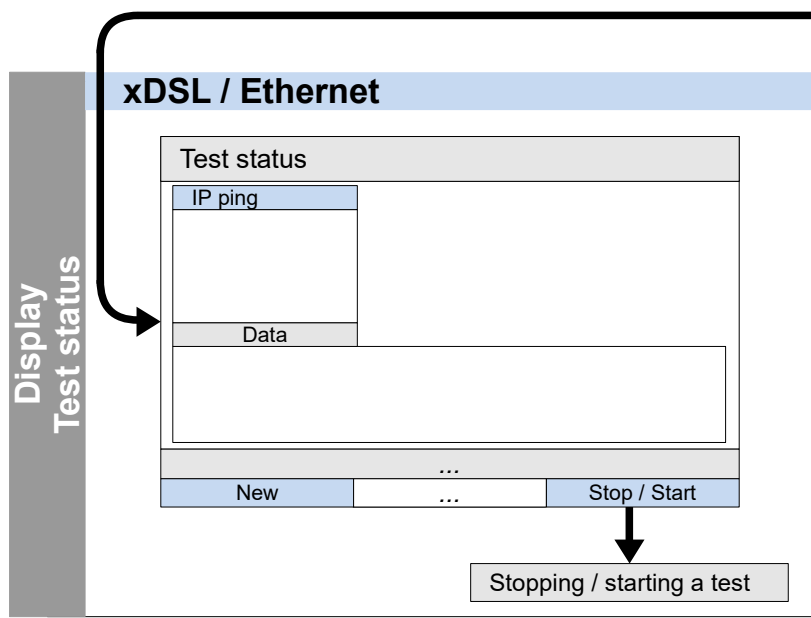 xDSL / Ethernet
Display
Test status
Test status
IP ping
Data
...
New
...
Stop / Start
Stopping / starting a test